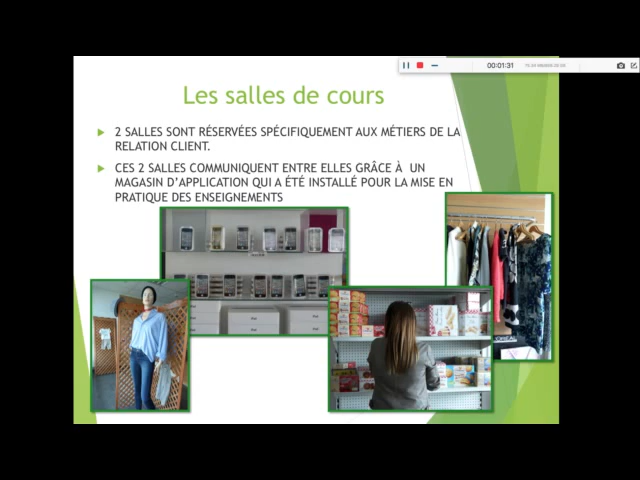 00:01:31
Les salles de cours
2 SALLES SONT RÉSERVÉES SPÉCIFIQUEMENT AUX MÉTIERS DE LA
RELATION CLIENT.
CES 2 SALLES COMMUNIQUENT ENTRE ELLES GRÂCE À UN
MAGASIN D’APPLICATION QUI A ÉTÉ INSTALLÉ POUR LA MISE EN
PRATIQUE DES ENSEIGNEMENTS